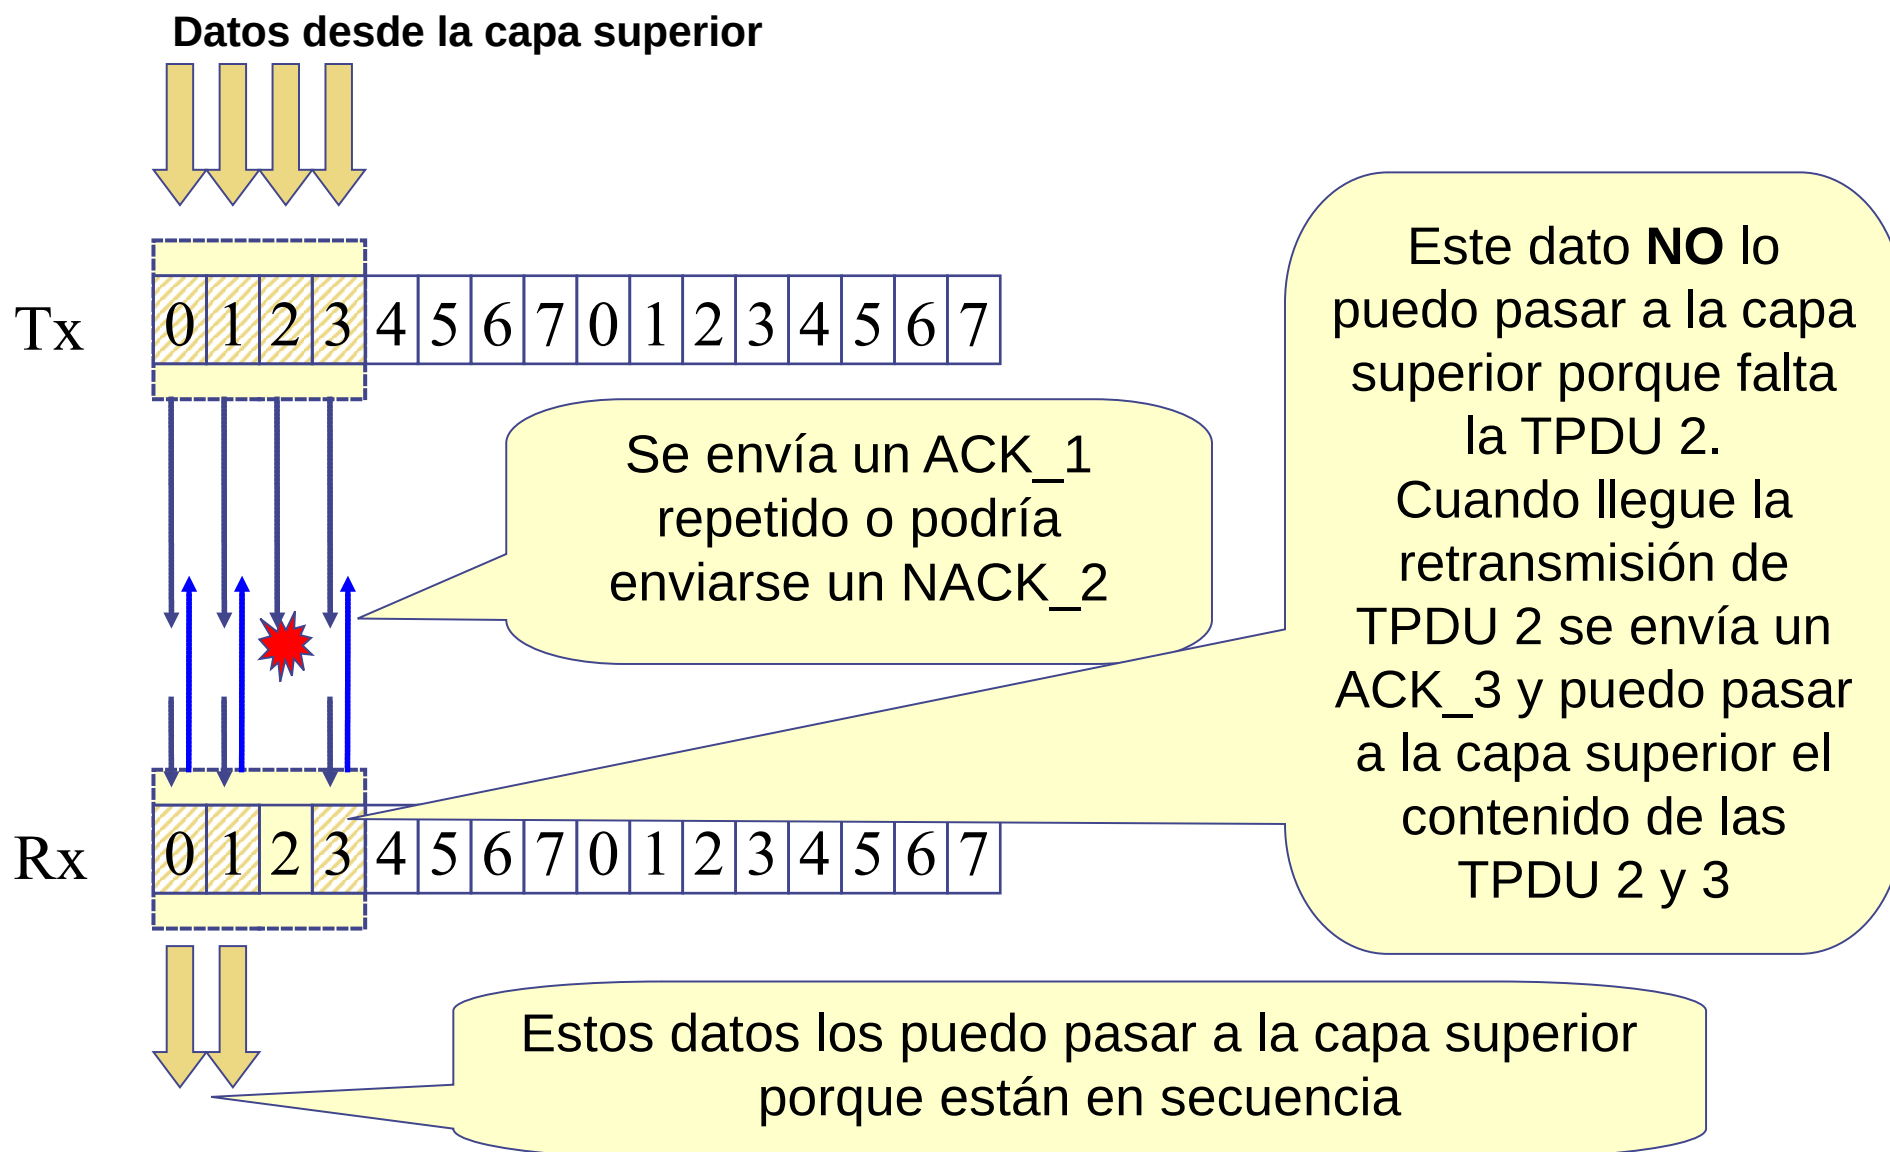 Datos desde la capa superior
Tx
0 1 2 3 4 5 6 7 0 1 2 3 4 5 6 7
Se envía un ACK_1
repetido o podría
enviarse un NACK_2
Este dato NO lo
puedo pasar a la capa
superior porque falta
la TPDU 2.
Cuando llegue la
retransmisión de
TPDU 2 se envía un
ACK_3 y puedo pasar
a la capa superior el
contenido de las
TPDU 2 y 3
Rx
0 1 2 3 4 5 6 7 0 1 2 3 4 5 6 7
Estos datos los puedo pasar a la capa superior
porque están en secuencia